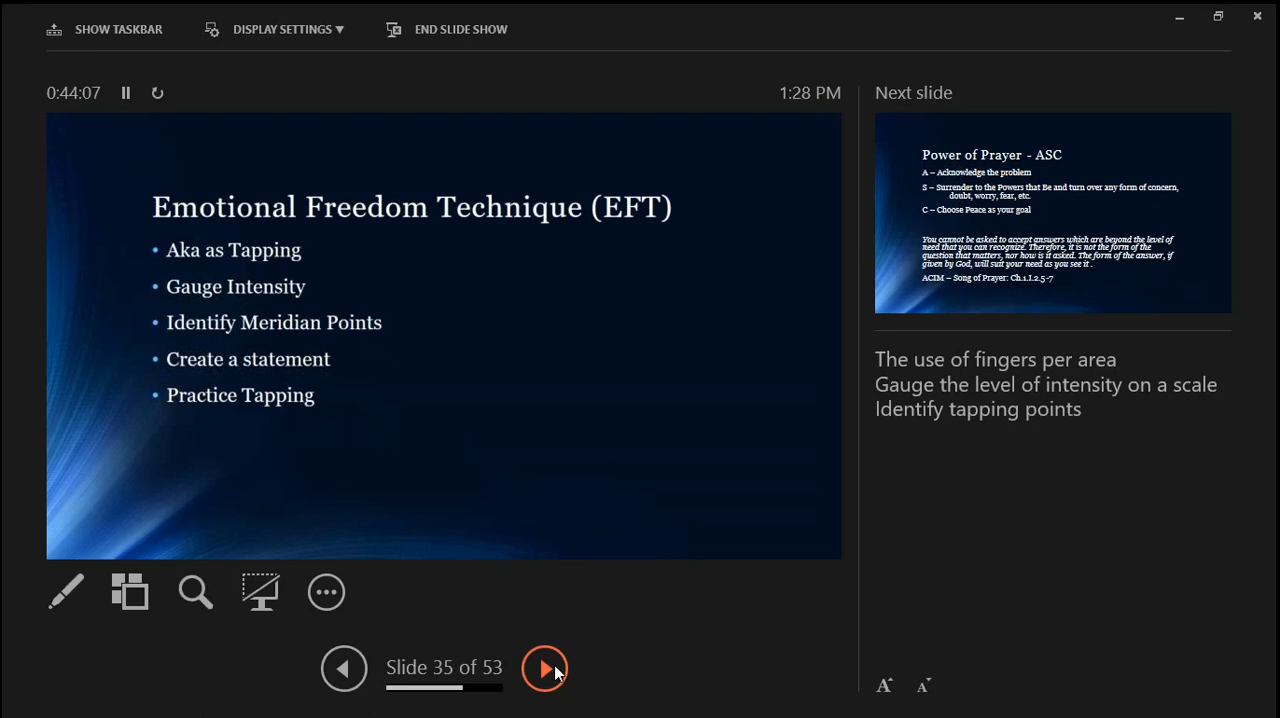 SHOW TASKBAR
DISPLAY SETTINGS ▼
END SLIDE SHOW
0:44:07
1:28 PM
Emotional Freedom Technique (EFT)
• Aka as Tapping
• Gauge Intensity
• Identify Meridian Points
• Create a statement
• Practice Tapping
Slide 35 of 53
Next slide
Power of Prayer - ASC
A – Acknowledge the problem
S – Surrender to the Powers that Be and turn over any form of concern,
doubt, worry, fear, etc.
C – Choose Peace as your goal
You cannot be asked to accept answers which are beyond the level of
need that you can recognize. Therefore, it is not the form of the
question that matters, nor how is it asked. The form of the answer, if
given by God, will suit your need as you see it .
ACIM – Song of Prayer: Ch.1.I.2.5-7
The use of fingers per area
Gauge the level of intensity on a scale
Identify tapping points
A A